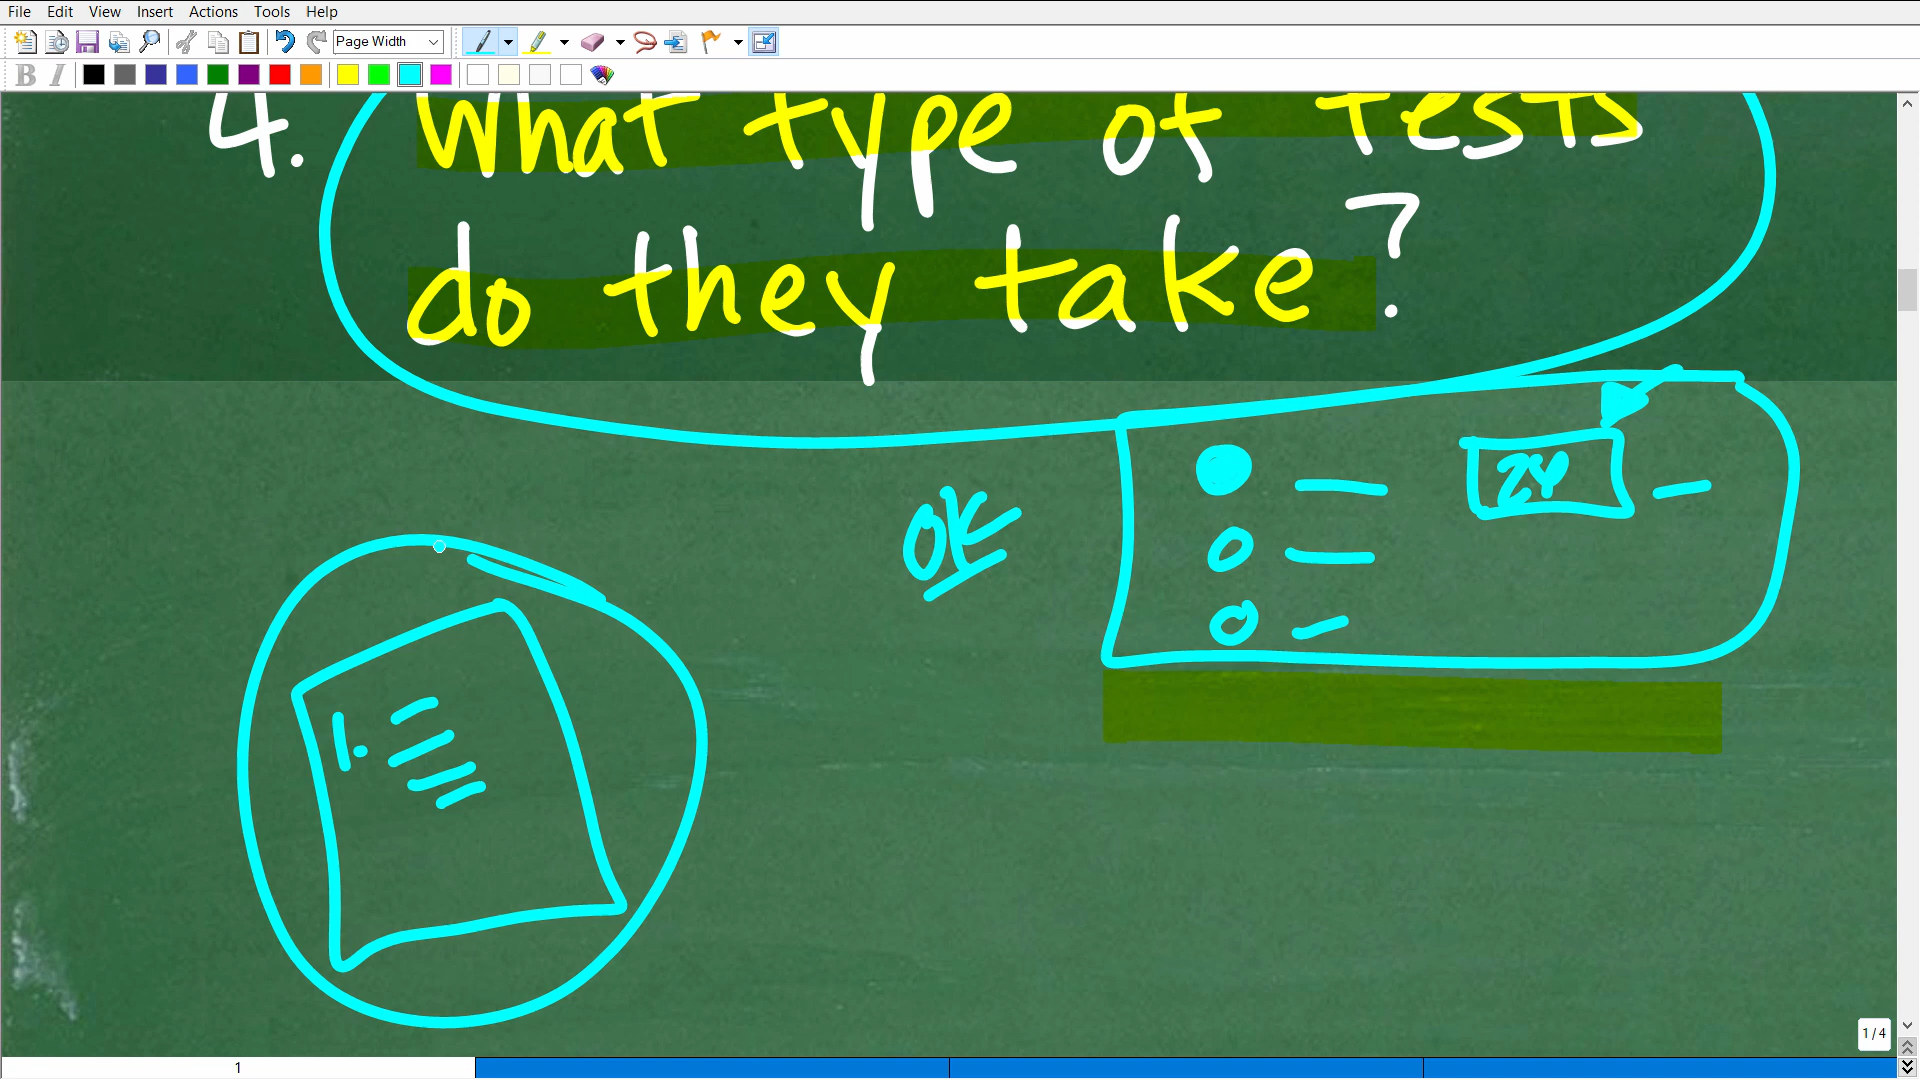 File Edit View Insert Actions Tools Help
Page Width
B I
4. What type of tests
do they take?
OK
24
1.
1 / 4
1